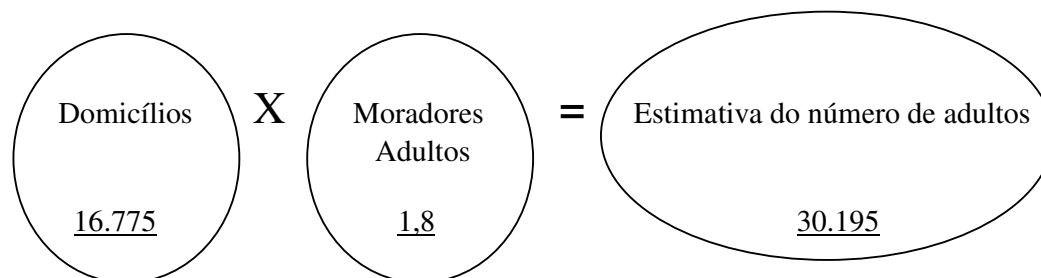 Domicílios X Moradores = Estimativa do número de adultos
Adultos
16.775 1,8 30.195